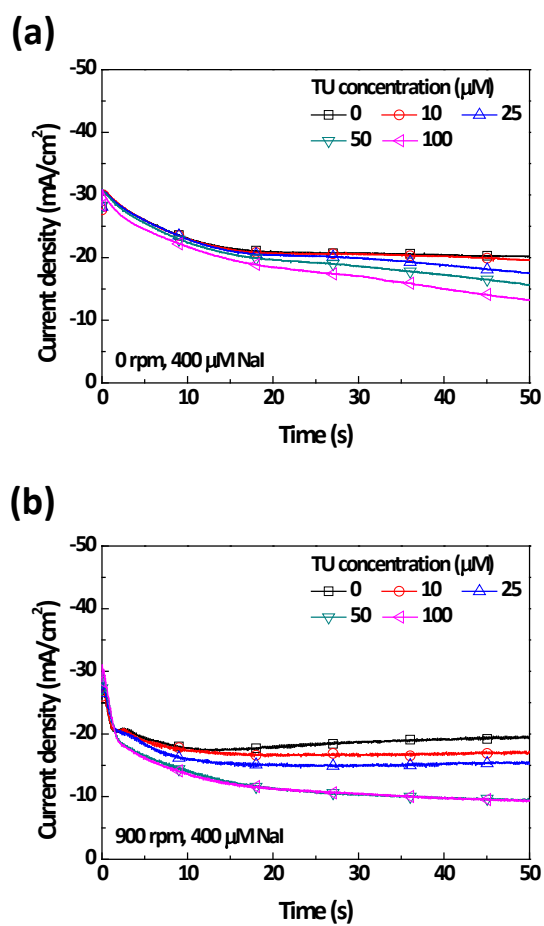 (a)
Current density (mA/cm²)
-50
-40
-30
-20
-10
0
TU concentration (µM)
0 10 25
50 100
0 rpm, 400 µM NaI
0 10 20 30 40 50
Time (s)
(b)
Current density (mA/cm²)
-50
-40
-30
-20
-10
0
TU concentration (µM)
0 10 25
50 100
900 rpm, 400 µM NaI
0 10 20 30 40 50
Time (s)